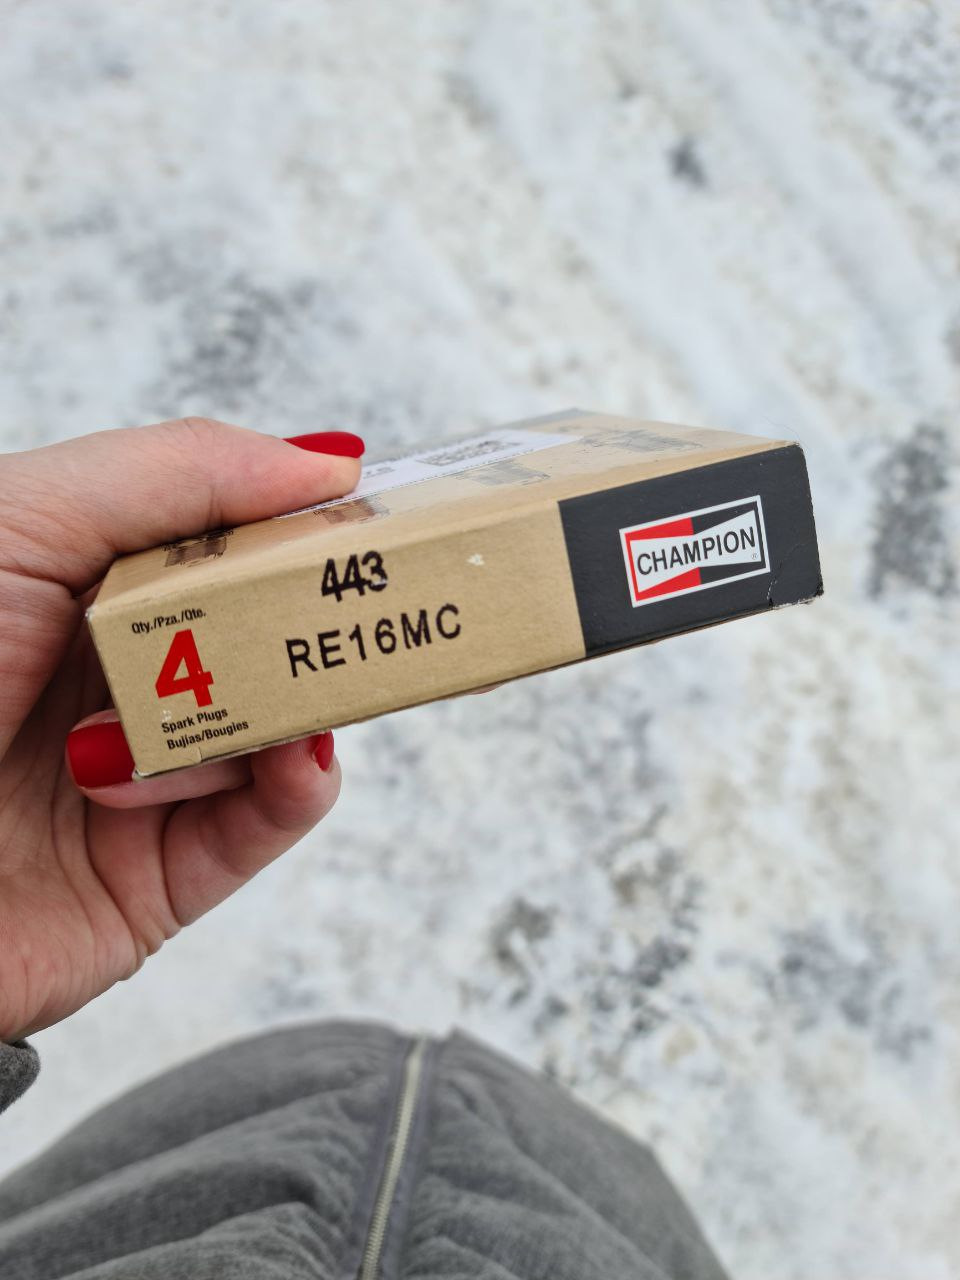 443
RE16MC
Qty./Pza./Qte.
4
Spark Plugs
Bujias/Bougies
CHAMPION
®